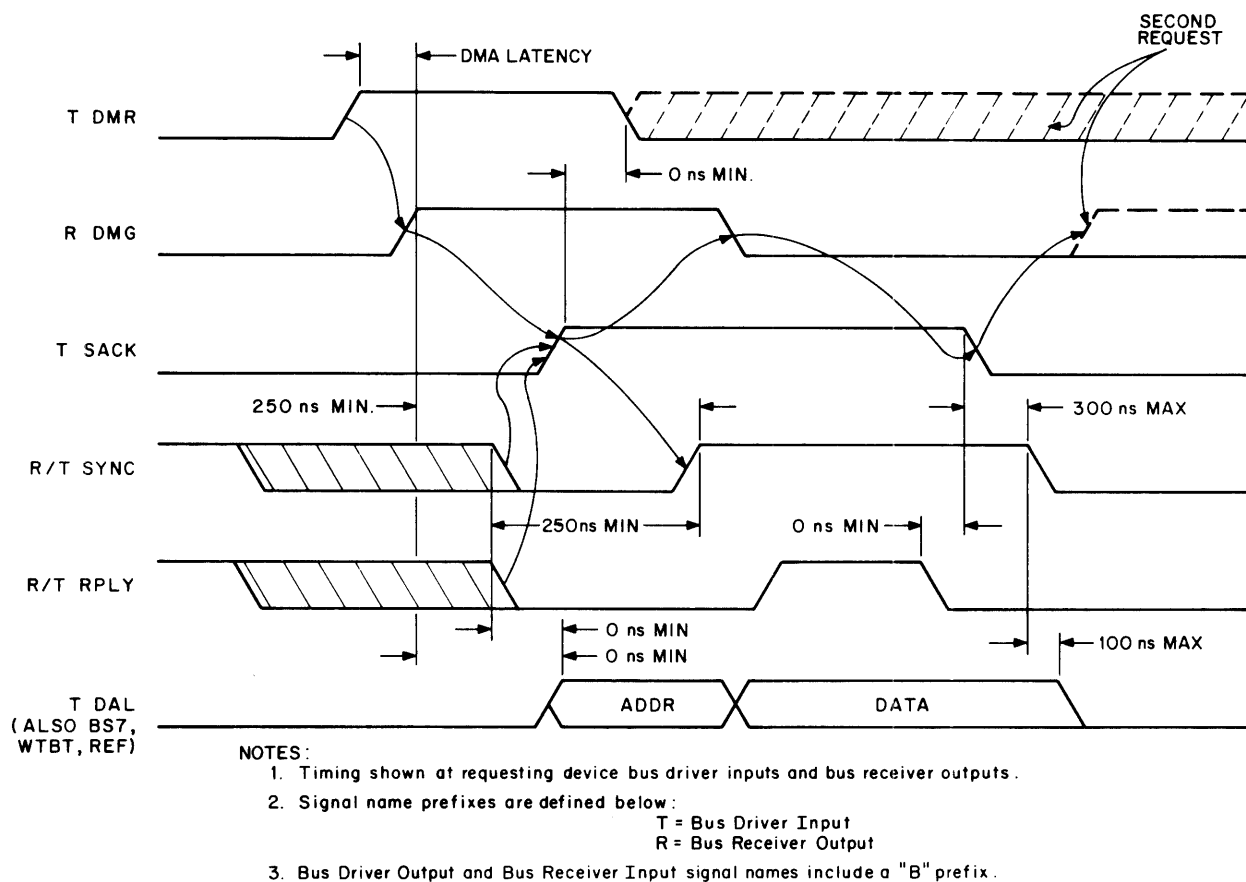 SECOND
REQUEST
DMA LATENCY
T DMR
0 ns MIN.
R DMG
T SACK
250 ns MIN.
300 ns MAX
R/T SYNC
250ns MIN
0 ns MIN
R/T RPLY
0 ns MIN
0 ns MIN
100 ns MAX
T DAL
(ALSO BS7,
WTBT, REF)
ADDR
DATA
NOTES:
1. Timing shown at requesting device bus driver inputs and bus receiver outputs.
2. Signal name prefixes are defined below:
T = Bus Driver Input
R = Bus Receiver Output
3. Bus Driver Output and Bus Receiver Input signal names include a "B" prefix.